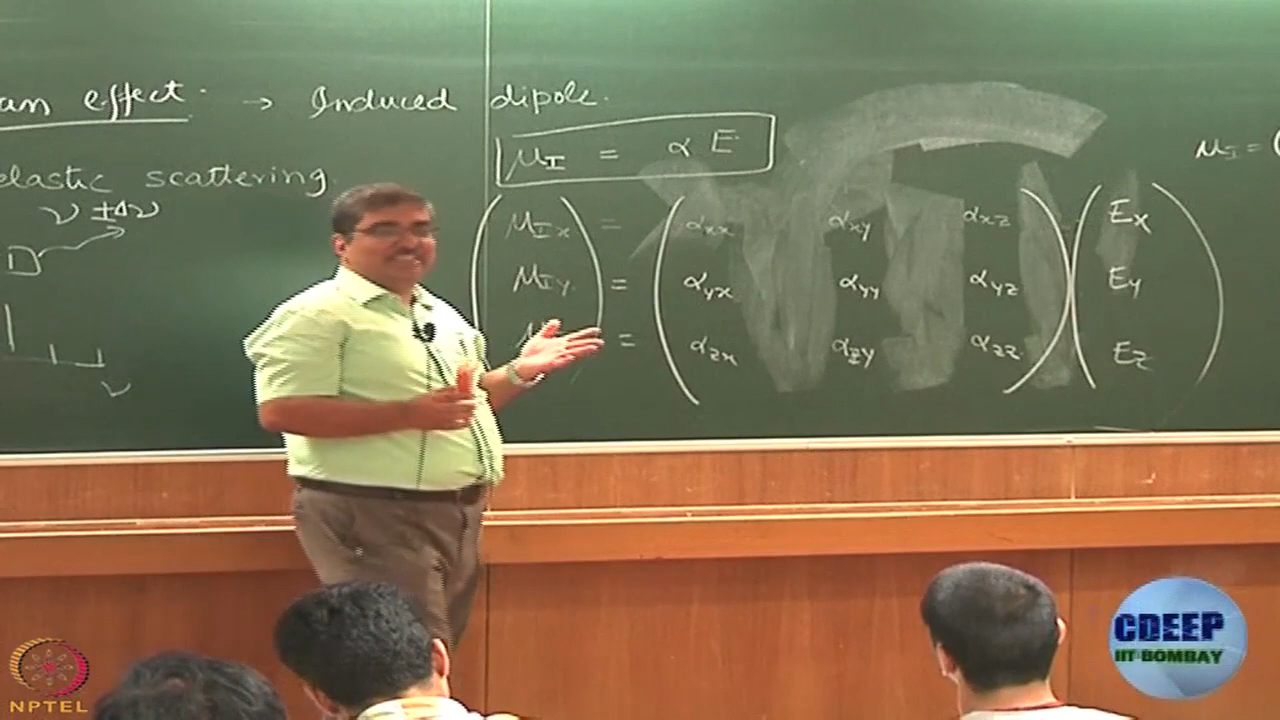 an effect. → Induced dipole.
elastic scattering.
ν ± Δν
D
ν
μI = α E
μI = (
μIx = αxx αxy αxz Ex
μIy = αyx αyy αyz Ey
= αzx αzy αzz Ez
NPTEL
CDEEP
IIT BOMBAY